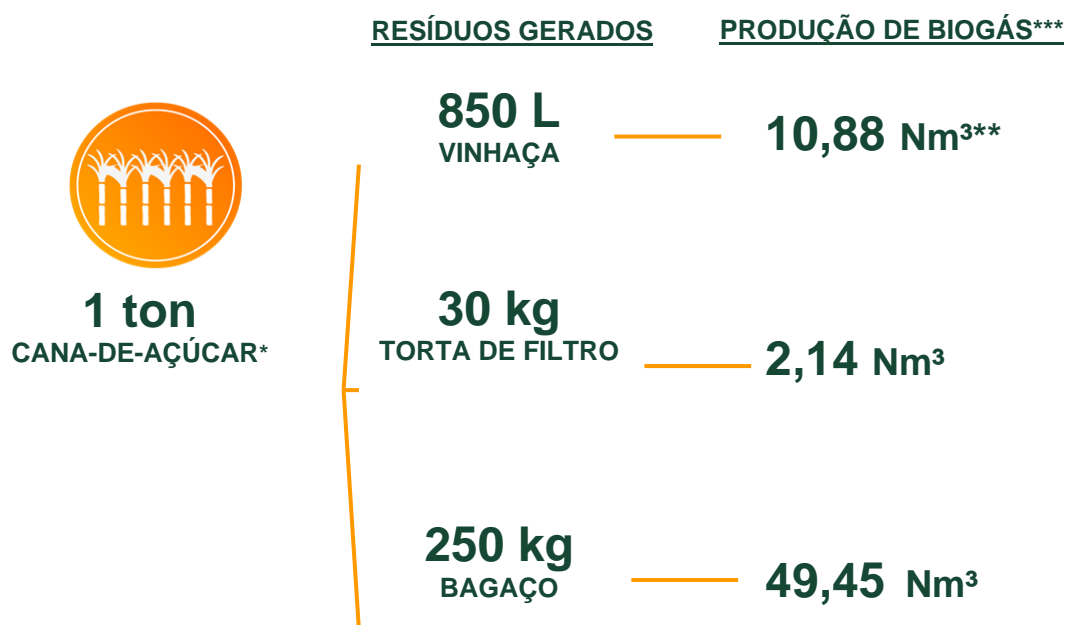 RESÍDUOS GERADOS
PRODUÇÃO DE BIOGÁS***
850 L
VINHAÇA
10,88 Nm³**
1 ton
CANA-DE-AÇÚCAR*
30 kg
TORTA DE FILTRO
2,14 Nm³
250 kg
BAGAÇO
49,45 Nm³